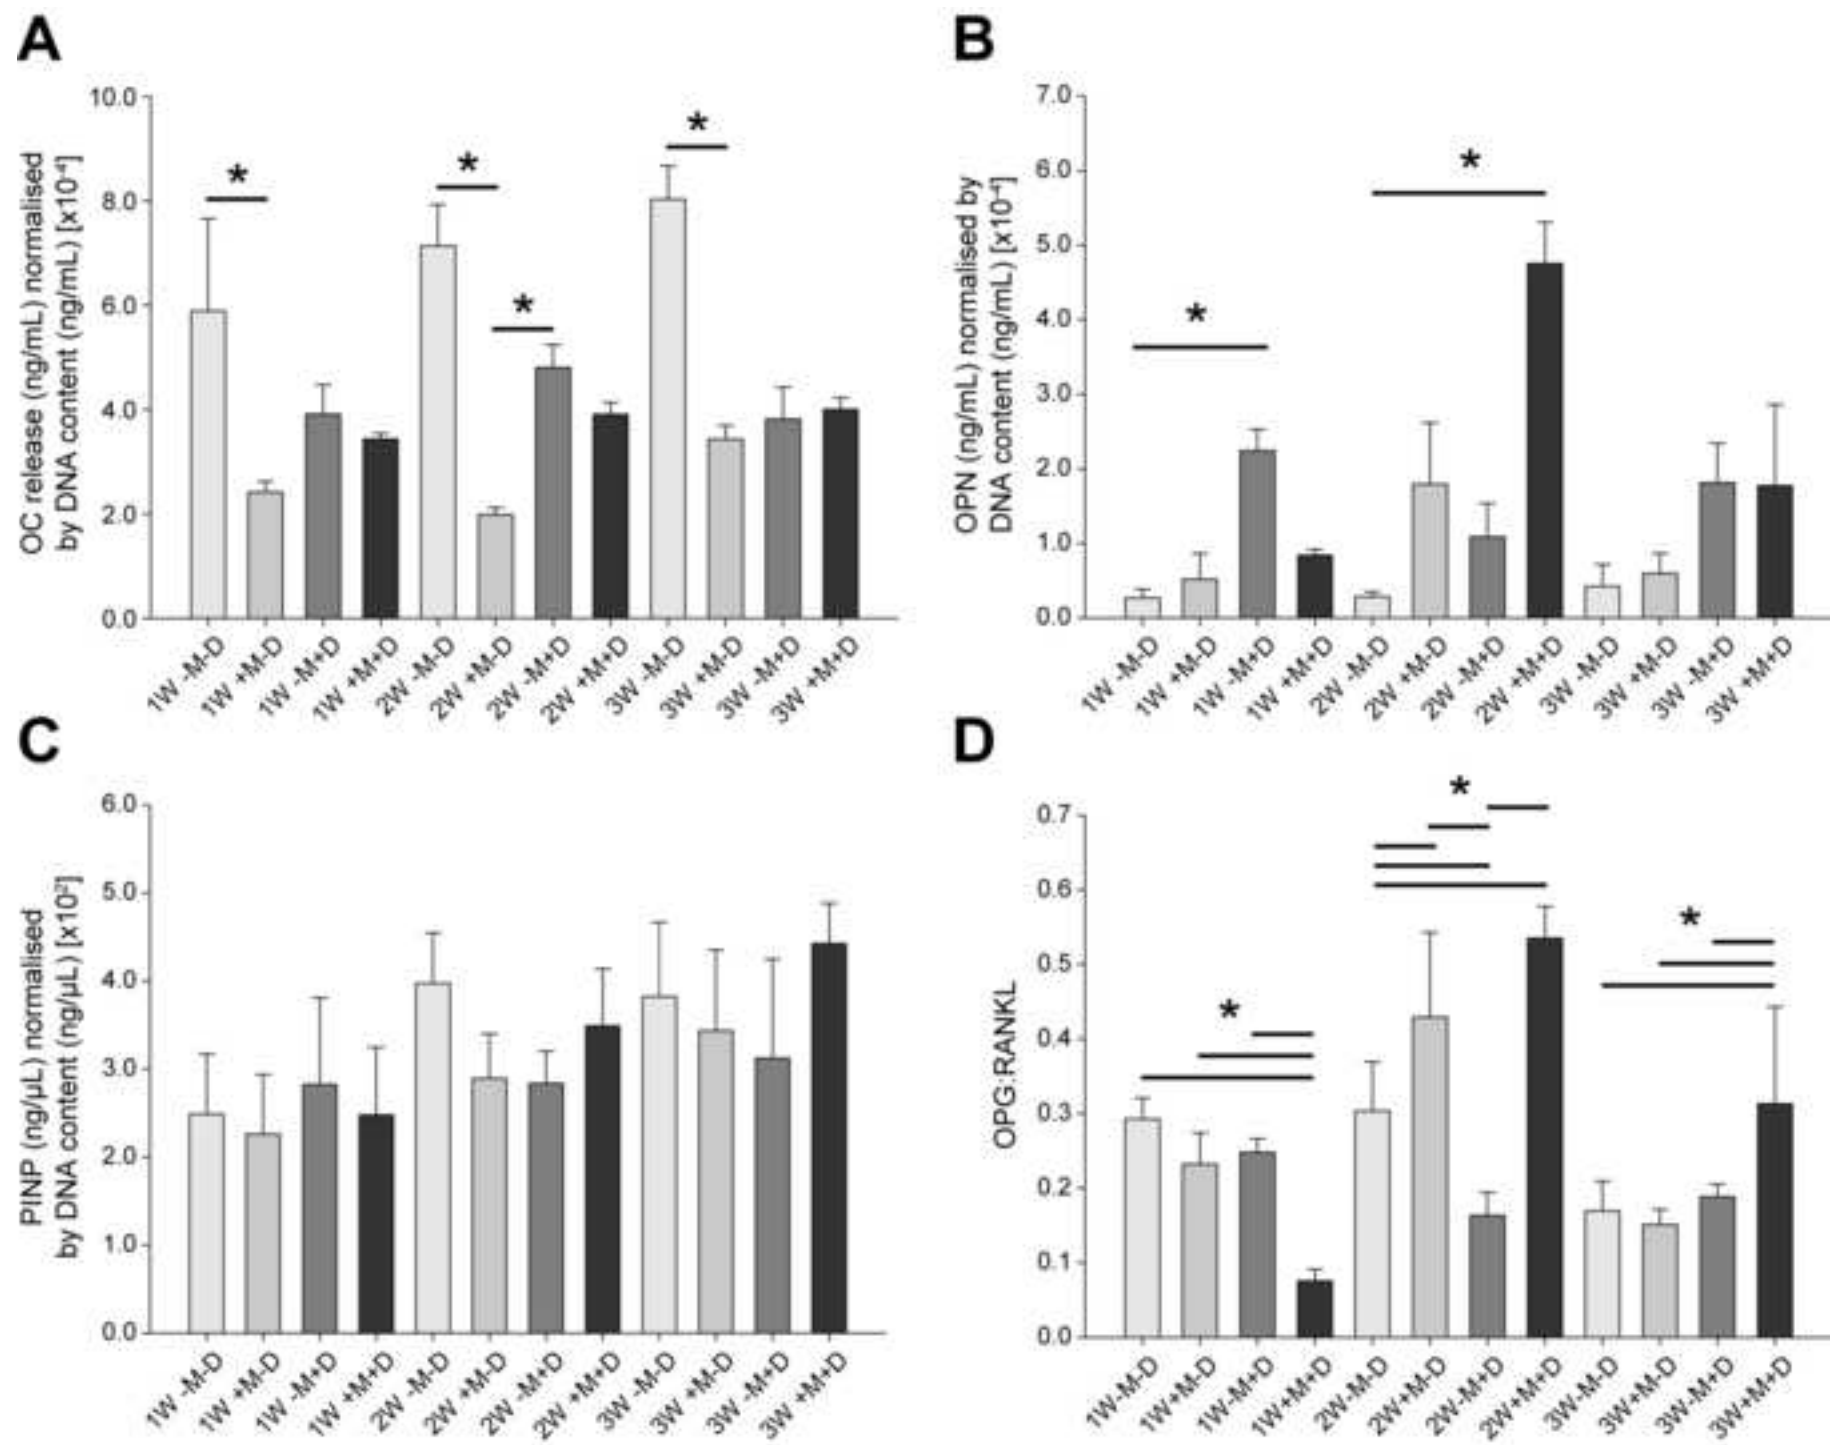 A
OC release (ng/mL) normalised
by DNA content (ng/mL) [x10⁻⁴]
10.0
8.0
6.0
4.0
2.0
0.0
*
*
*
*
1W -M-D
1W +M-D
1W -M+D
1W +M+D
2W -M-D
2W +M-D
2W -M+D
2W +M+D
3W -M-D
3W +M-D
3W -M+D
3W +M+D
B
OPN (ng/mL) normalised by
DNA content (ng/mL) [x10⁻⁴]
7.0
6.0
5.0
4.0
3.0
2.0
1.0
0.0
*
*
1W -M-D
1W +M-D
1W -M+D
1W +M+D
2W -M-D
2W +M-D
2W -M+D
2W +M+D
3W -M-D
3W +M-D
3W -M+D
3W +M+D
C
PINP (ng/µL) normalised
by DNA content (ng/µL) [x10²]
6.0
5.0
4.0
3.0
2.0
1.0
0.0
1W -M-D
1W +M-D
1W -M+D
1W +M+D
2W -M-D
2W +M-D
2W -M+D
2W +M+D
3W -M-D
3W +M-D
3W -M+D
3W +M+D
D
OPG:RANKL
0.7
0.6
0.5
0.4
0.3
0.2
0.1
0.0
*
*
*
1W-M-D
1W+M-D
1W-M+D
1W+M+D
2W-M-D
2W+M-D
2W-M+D
2W+M+D
3W-M-D
3W+M-D
3W-M+D
3W+M+D